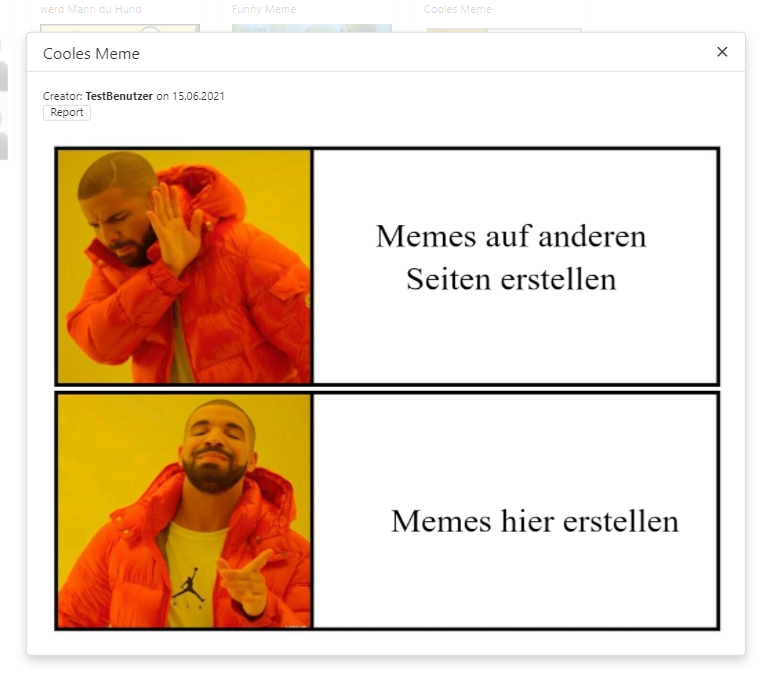 werd Mann du Hund
Funny Meme
Cooles Meme
Cooles Meme
Creator: TestBenutzer on 15.06.2021
Report
Memes auf anderen
Seiten erstellen
Memes hier erstellen